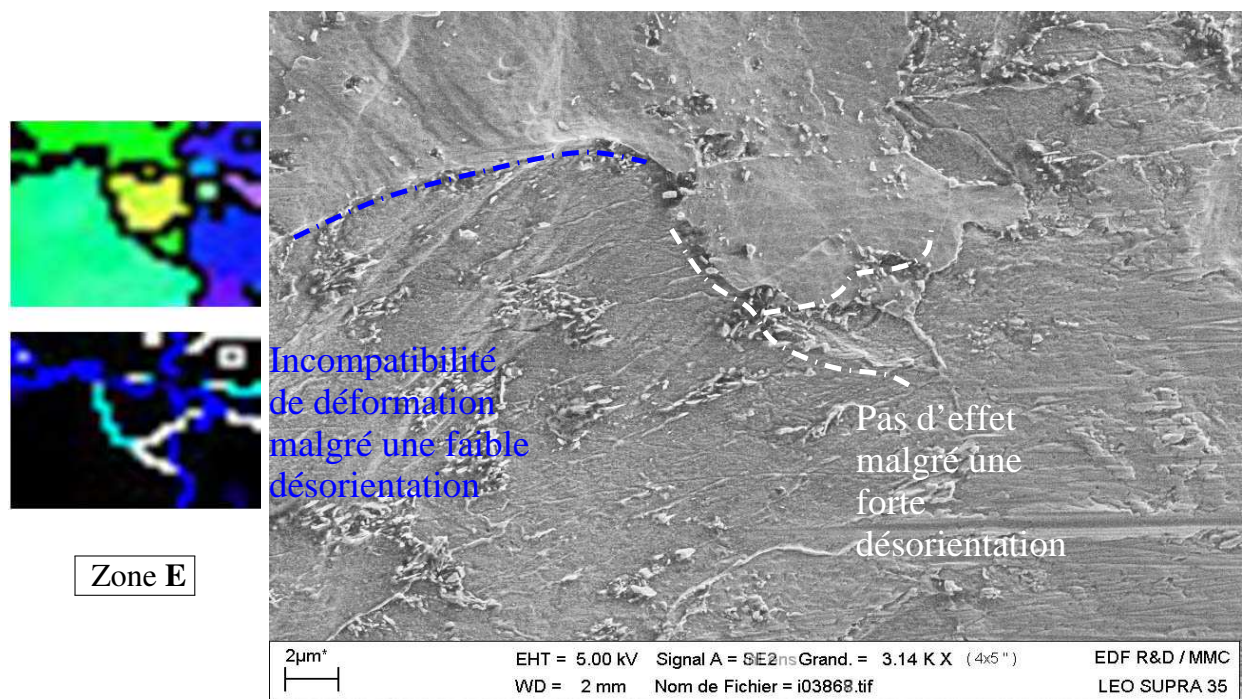 Incompatibilité
de déformation
malgré une faible
désorientation
Pas d'effet
malgré une
forte
désorientation
Zone E
2µm*
EHT = 5.00 kV Signal A = SE2 Grand. = 3.14 K X (4x5")
EDF R&D / MMC
WD = 2 mm Nom de Fichier = i03868.tif
LEO SUPRA 35